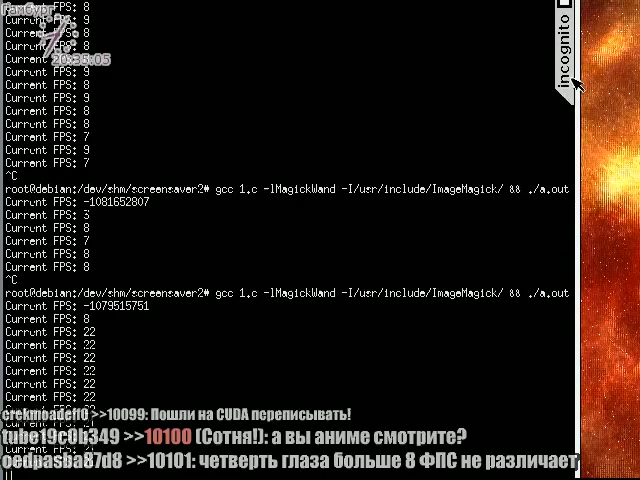 ГамСург
Current FPS: 8
Current FPS: 9
Current FPS: 8
Current FPS: 8
Current FPS: 8
20:35:05
Current FPS: 9
Current FPS: 8
Current FPS: 9
Current FPS: 8
Current FPS: 8
Current FPS: 7
Current FPS: 9
Current FPS: 7
^C
root@debian:/dev/shm/screensaver2# gcc 1.c -lMagickWand -I/usr/include/ImageMagick/ && ./a.out
Current FPS: -1081652807
Current FPS: 3
Current FPS: 8
Current FPS: 7
Current FPS: 8
Current FPS: 8
^C
root@debian:/dev/shm/screensaver2# gcc 1.c -lMagickWand -I/usr/include/ImageMagick/ && ./a.out
Current FPS: -1079515751
Current FPS: 8
Current FPS: 22
Current FPS: 22
Current FPS: 22
Current FPS: 22
Current FPS: 22
Current FPS: 22
incognito
crekmoadeff0 >>10099: Пошли на CUDA переписывать!
tube19c0b349 >>10100 (Сотня!): а вы аниме смотрите?
oedpasba87d8 >>10101: четверть глаза больше 8 ФПС не различает